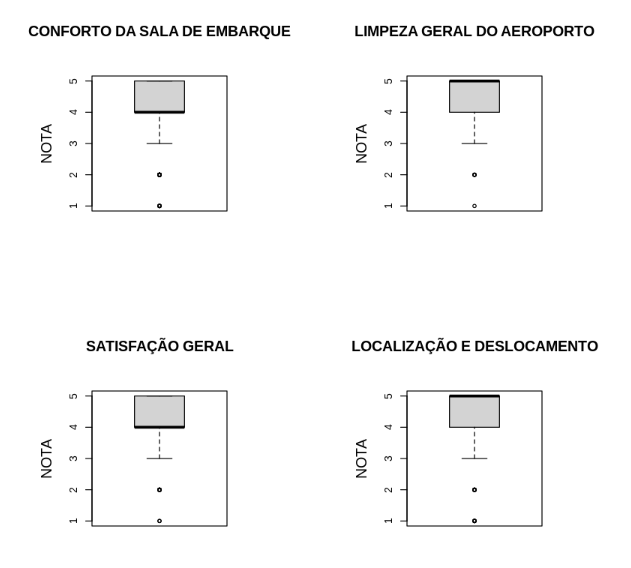 CONFORTO DA SALA DE EMBARQUE
NOTA
5
4
3
2
1
LIMPEZA GERAL DO AEROPORTO
NOTA
5
4
3
2
1
SATISFAÇÃO GERAL
NOTA
5
4
3
2
1
LOCALIZAÇÃO E DESLOCAMENTO
NOTA
5
4
3
2
1